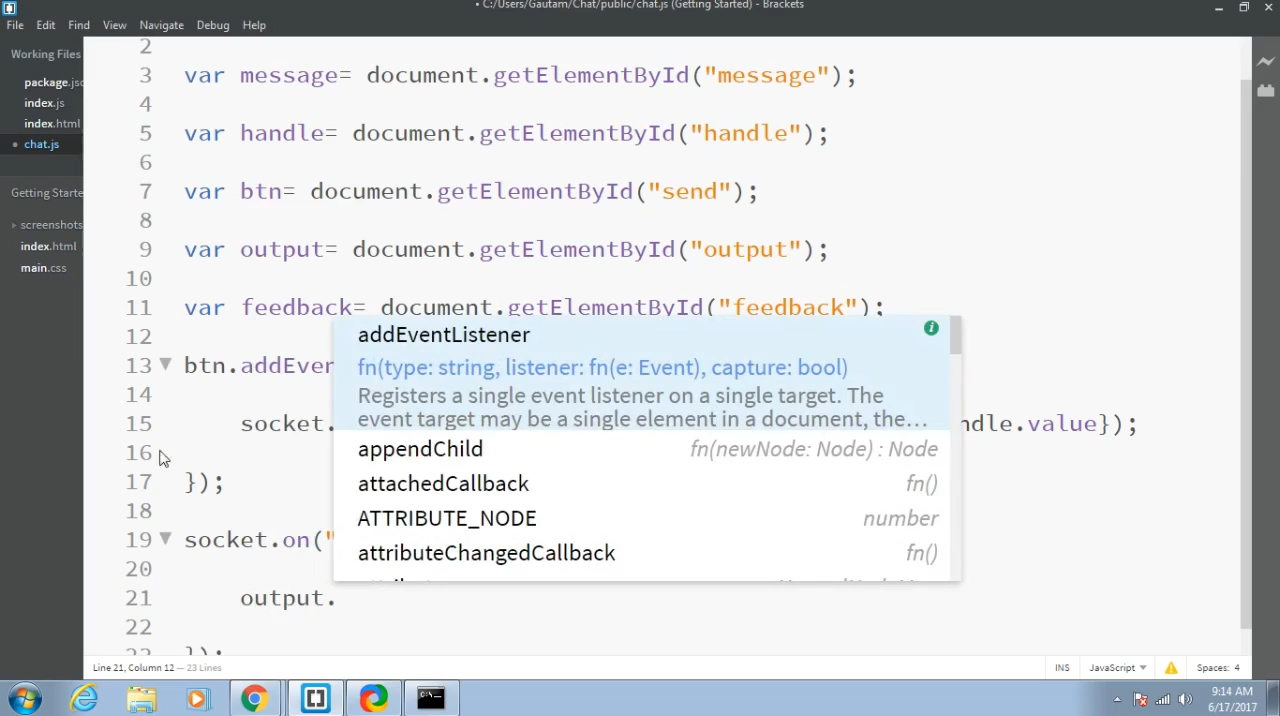 • C:/Users/Gautam/Chat/public/chat.js (Getting Started) - Brackets
File Edit Find View Navigate Debug Help
Working Files
package.jsc
index.js
index.html
• chat.js
Getting Starte
screenshots
index.html
main.css
2
3 var message= document.getElementById("message");
4
5 var handle= document.getElementById("handle");
6
7 var btn= document.getElementById("send");
8
9 var output= document.getElementById("output");
10
11 var feedback= document.getElementById("feedback");
12
13 btn.addEven
14
15 socket. ndle.value});
16
17 });
18
19 socket.on("
20
21 output.
22
});
addEventListener
fn(type: string, listener: fn(e: Event), capture: bool)
Registers a single event listener on a single target. The
event target may be a single element in a document, the…
appendChild fn(newNode: Node) : Node
attachedCallback fn()
ATTRIBUTE_NODE number
attributeChangedCallback fn()
Line 21, Column 12 — 23 Lines
INS JavaScript Spaces: 4
9:14 AM
6/17/2017